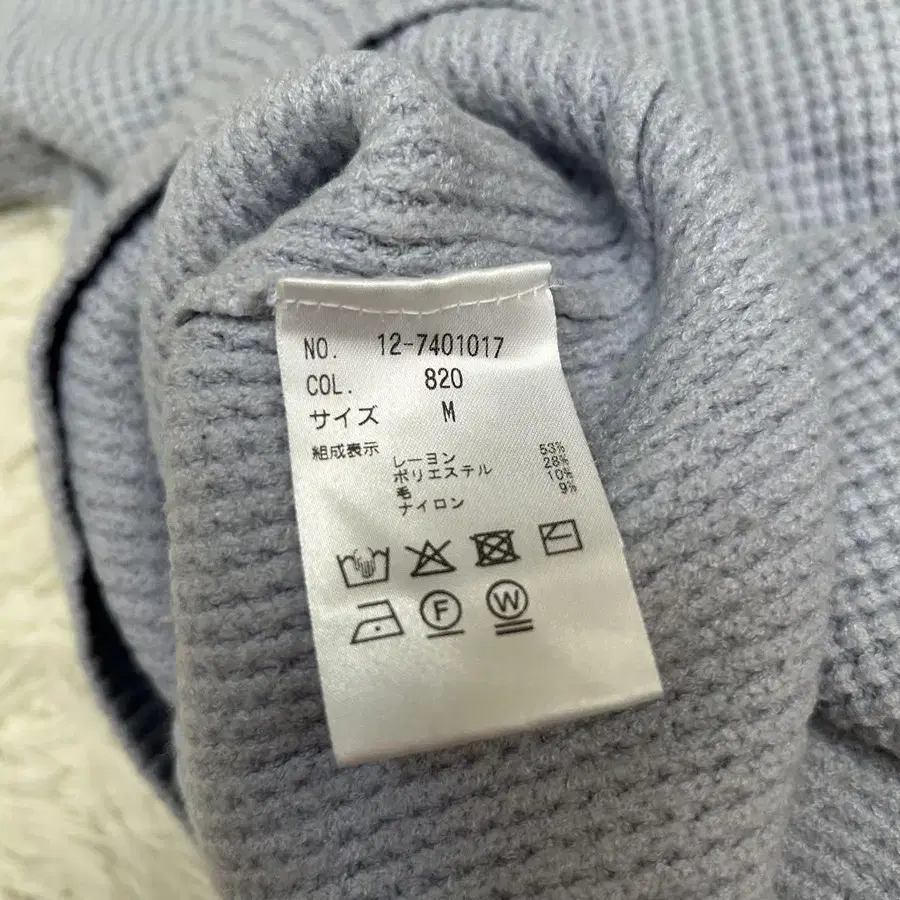 NO. 12-7401017
COL. 820
サイズ M
組成表示
レーヨン 53%
ポリエステル 28%
毛 10%
ナイロン 9%
F W